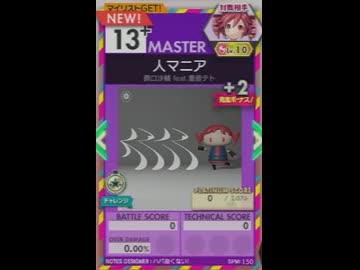 マイリストGET!
NEW!
対戦相手
13+
MASTER
Lv.10
人マニア
原口沙輔 feat.重音テト
+2
チャレンジ
PLATINUM SCORE
0 / 
BATTLE SCORE
TECHNICAL SCORE
0
0
OVER DAMAGE
0.00%
NOTES DESIGNER :
BPM: 150